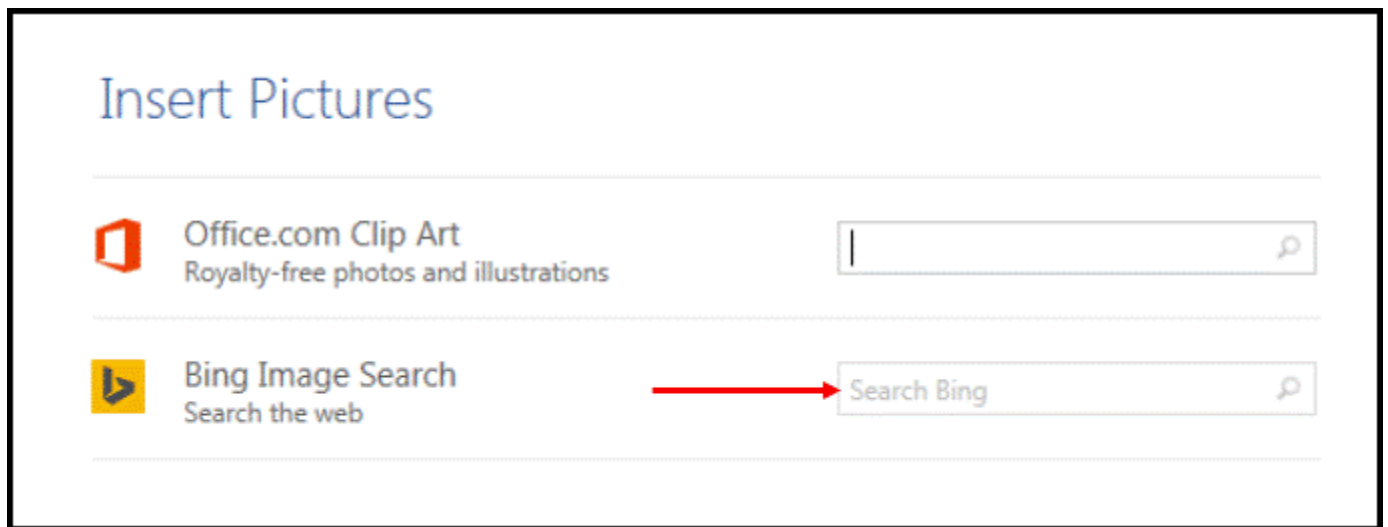 Insert Pictures
Office.com Clip Art
Royalty-free photos and illustrations
Bing Image Search
Search the web
Search Bing